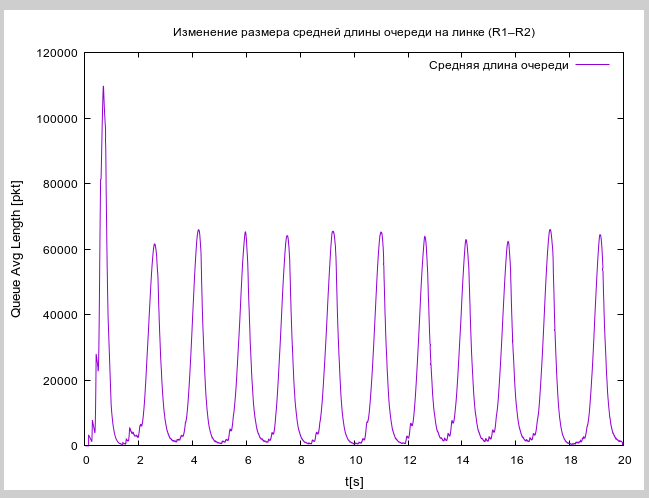 Изменение размера средней длины очереди на линке (R1–R2)
120000
Средняя длина очереди
100000
80000
60000
40000
20000
0
Queue Avg Length [pkt]
0 2 4 6 8 10 12 14 16 18 20
t[s]